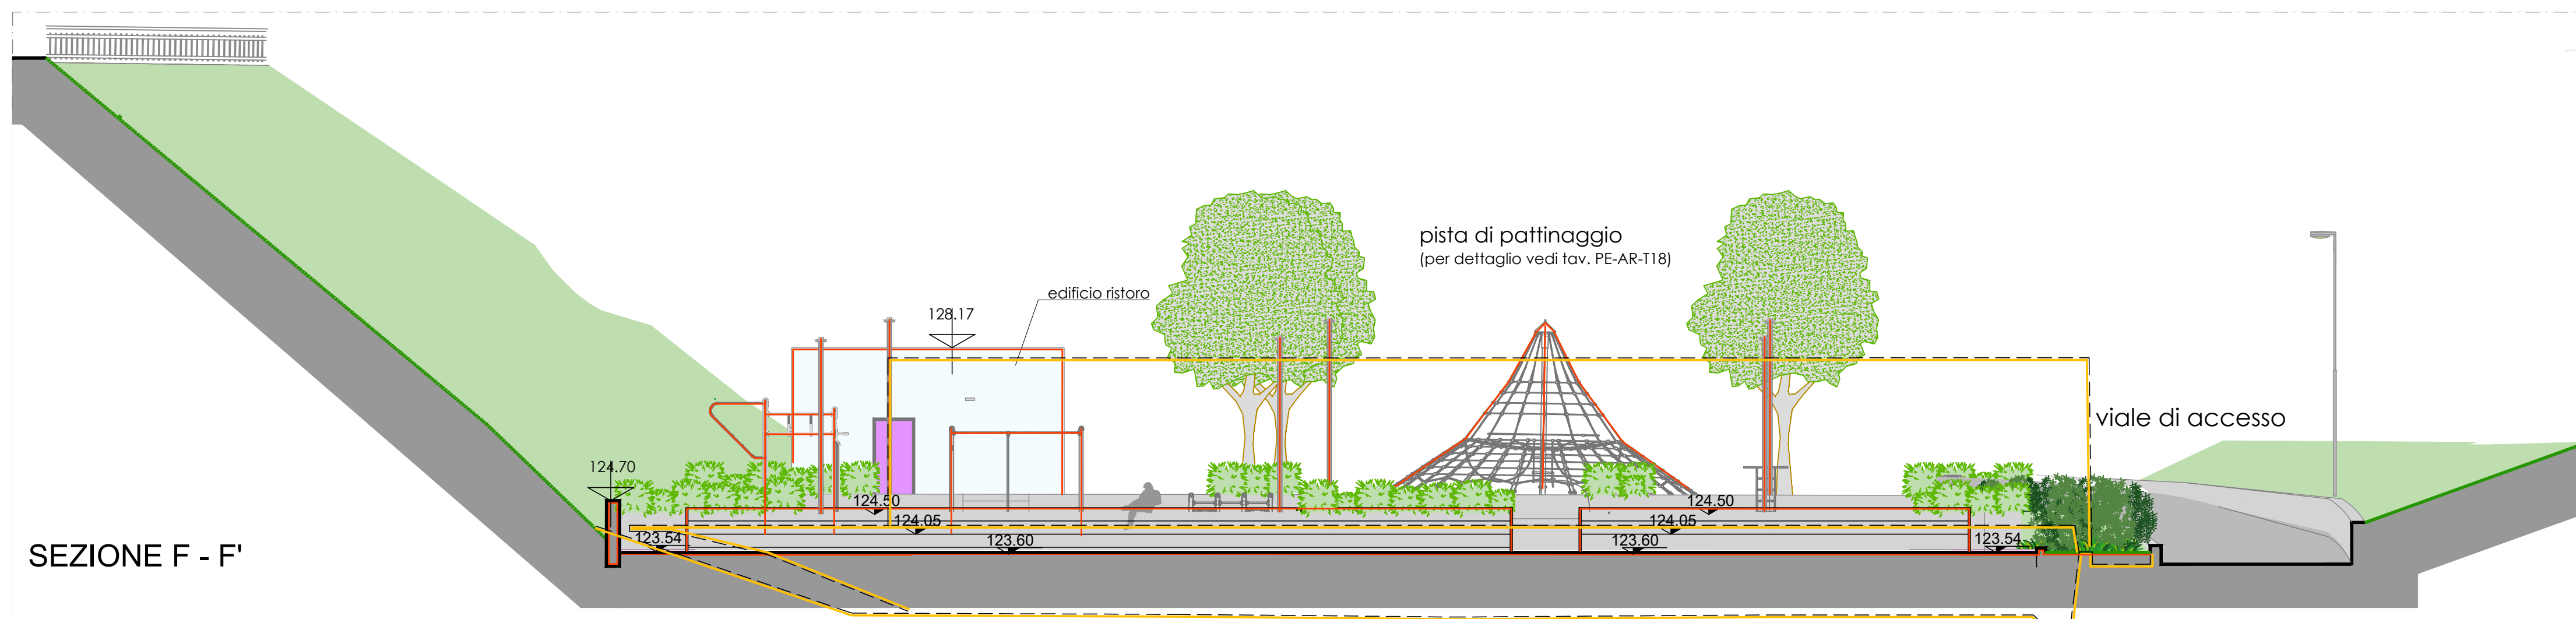 pista di pattinaggio
(per dettaglio vedi tav. PE-AR-T18)
edificio ristoro
128.17
viale di accesso
124.70
124.50
124.50
124.05
124.05
123.54
123.60
123.60
123.54
SEZIONE F - F'